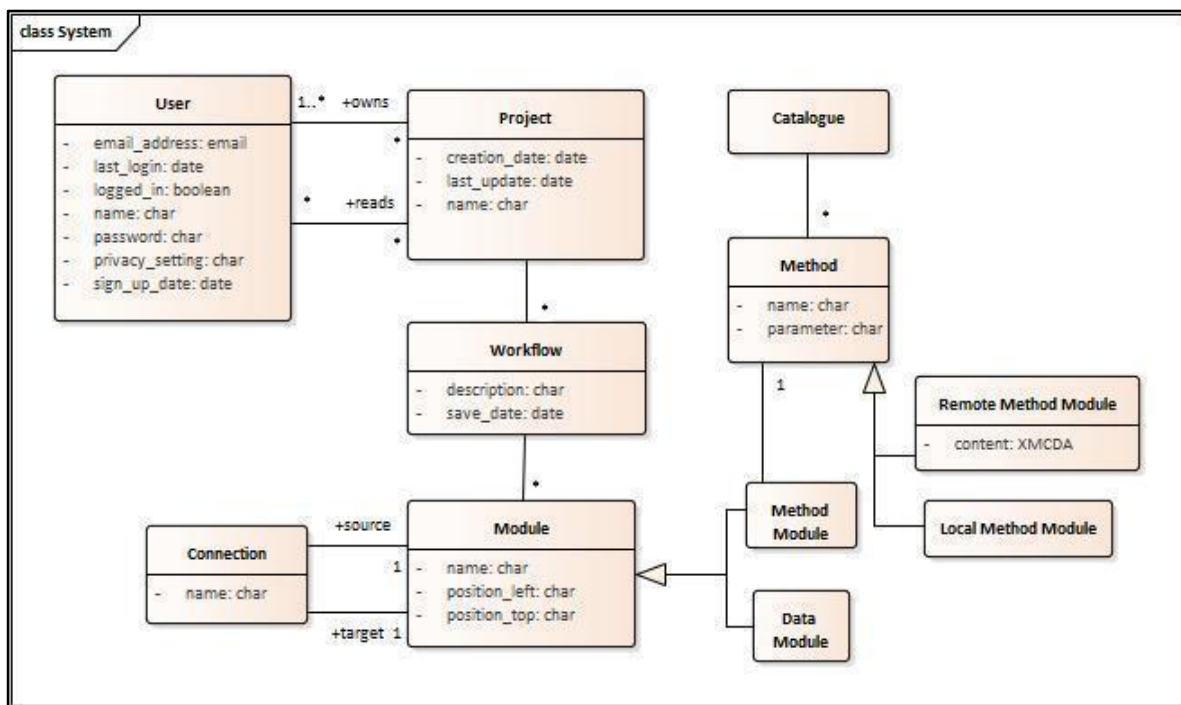 class System
User
- email_address: email
- last_login: date
- logged_in: boolean
- name: char
- password: char
- privacy_setting: char
- sign_up_date: date
1..* +owns
*
* +reads
*
Project
- creation_date: date
- last_update: date
- name: char
*
Workflow
- description: char
- save_date: date
*
Module
- name: char
- position_left: char
- position_top: char
+source
1
+target 1
Connection
- name: char
Catalogue
*
Method
- name: char
- parameter: char
1
Remote Method Module
- content: XMCDA
Local Method Module
Method
Module
Data
Module